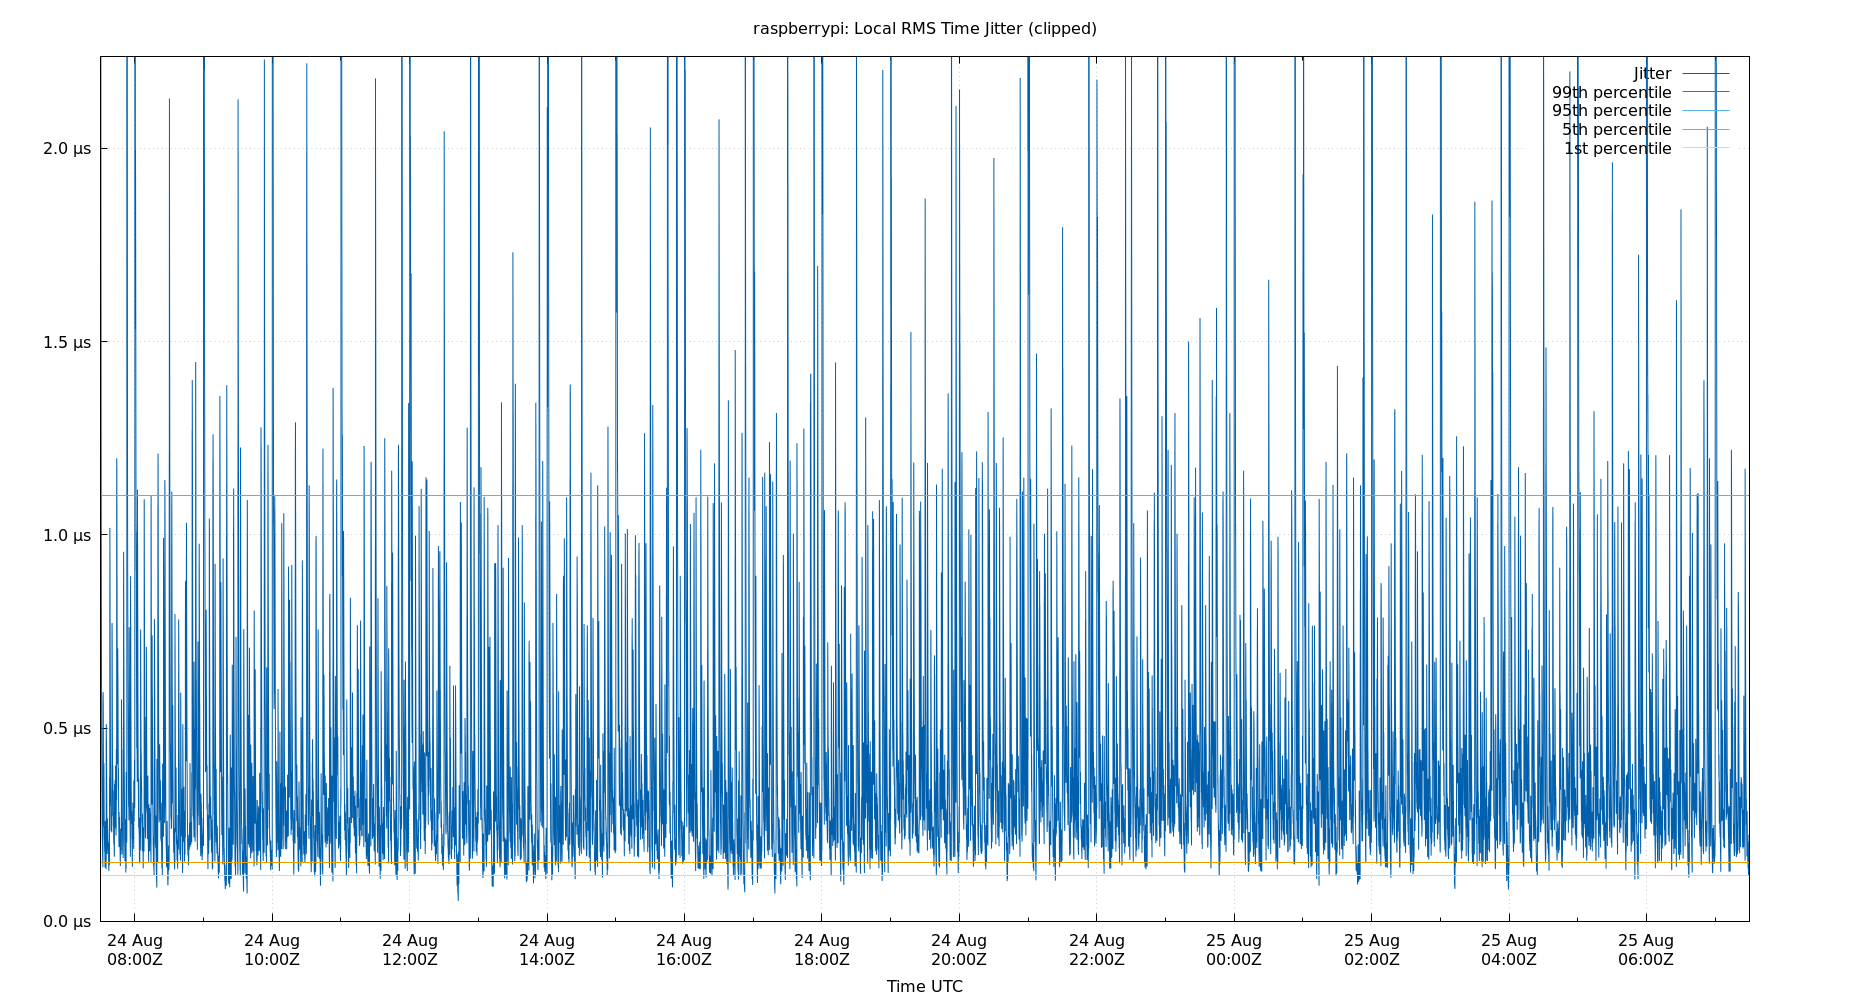 raspberrypi: Local RMS Time Jitter (clipped)
Jitter
99th percentile
95th percentile
5th percentile
1st percentile
2.0 µs
1.5 µs
1.0 µs
0.5 µs
0.0 µs
24 Aug 24 Aug 24 Aug 24 Aug 24 Aug 24 Aug 24 Aug 24 Aug 25 Aug 25 Aug 25 Aug 25 Aug
08:00Z 10:00Z 12:00Z 14:00Z 16:00Z 18:00Z 20:00Z 22:00Z 00:00Z 02:00Z 04:00Z 06:00Z
Time UTC